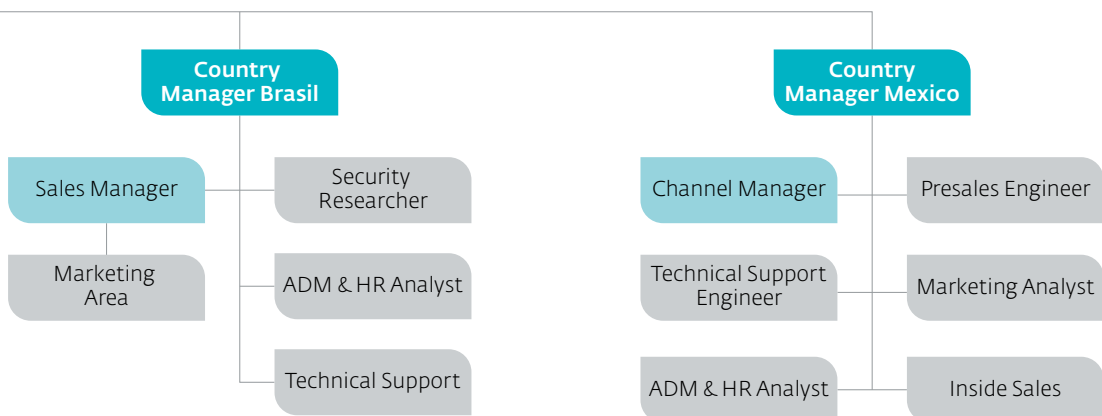 Country
Manager Brasil
Country
Manager Mexico
Sales Manager
Security
Researcher
Marketing
Area
ADM & HR Analyst
Technical Support
Channel Manager
Presales Engineer
Technical Support
Engineer
Marketing Analyst
ADM & HR Analyst
Inside Sales